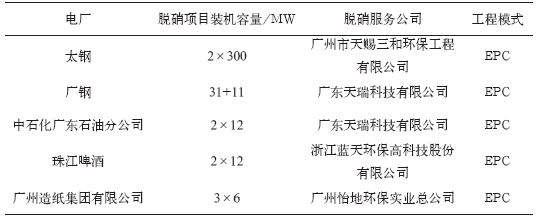 电厂 脱硝项目装机容量/MW 脱硝服务公司 工程模式
太钢 2×300 广州市天赐三和环保工程有限公司 EPC
广钢 31+11 广东天瑞科技有限公司 EPC
中石化广东石油分公司 2×12 广东天瑞科技有限公司 EPC
珠江啤酒 2×12 浙江蓝天环保高科技股份有限公司 EPC
广州造纸集团有限公司 3×6 广州怡地环保实业总公司 EPC